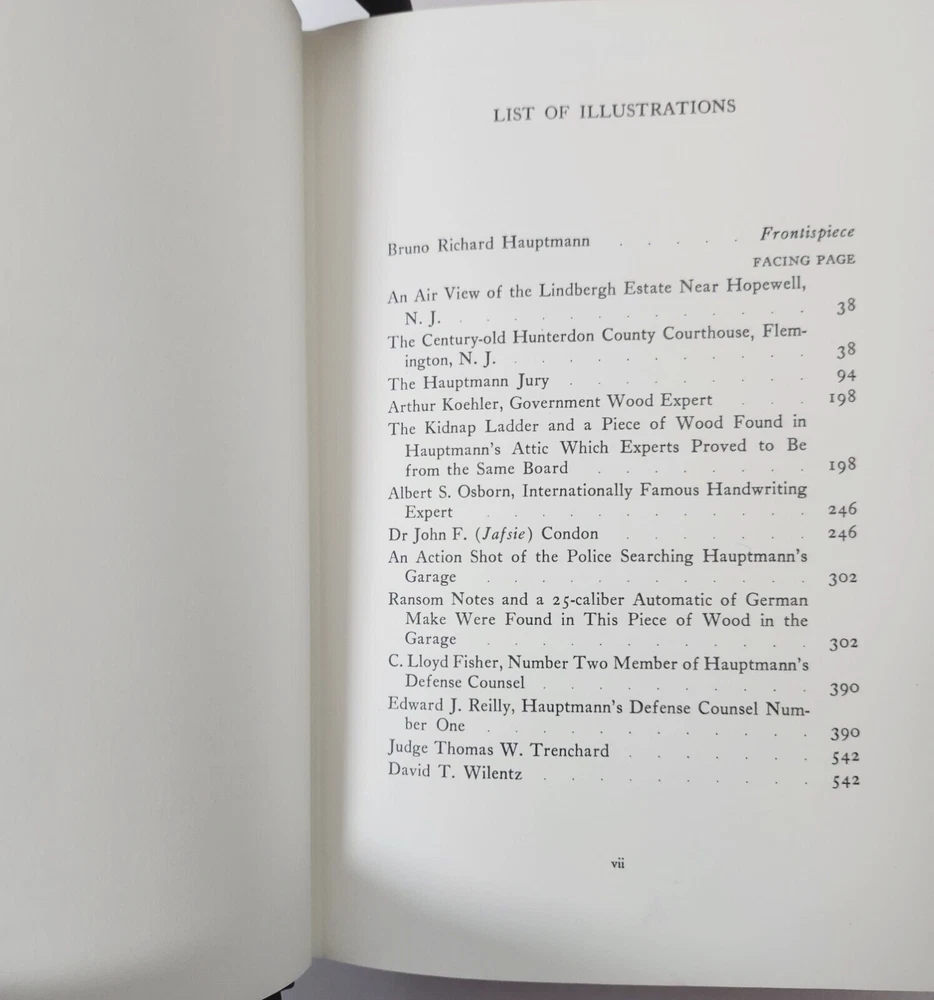 LIST OF ILLUSTRATIONS
Bruno Richard Hauptmann . . . . . Frontispiece
FACING PAGE
An Air View of the Lindbergh Estate Near Hopewell,
N. J. . . . . . . . . . . . . . 38
The Century-old Hunterdon County Courthouse, Flem-
ington, N. J. . . . . . . . . . . . 38
The Hauptmann Jury . . . . . . . . . 94
Arthur Koehler, Government Wood Expert . . . 198
The Kidnap Ladder and a Piece of Wood Found in
Hauptmann's Attic Which Experts Proved to Be
from the Same Board . . . . . . . . 198
Albert S. Osborn, Internationally Famous Handwriting
Expert . . . . . . . . . . . . 246
Dr John F. (Jafsie) Condon . . . . . . . 246
An Action Shot of the Police Searching Hauptmann's
Garage . . . . . . . . . . . . 302
Ransom Notes and a 25-caliber Automatic of German
Make Were Found in This Piece of Wood in the
Garage . . . . . . . . . . . . 302
C. Lloyd Fisher, Number Two Member of Hauptmann's
Defense Counsel . . . . . . . . . . 390
Edward J. Reilly, Hauptmann's Defense Counsel Num-
ber One . . . . . . . . . . . . 390
Judge Thomas W. Trenchard . . . . . . . 542
David T. Wilentz . . . . . . . . . . 542
vii